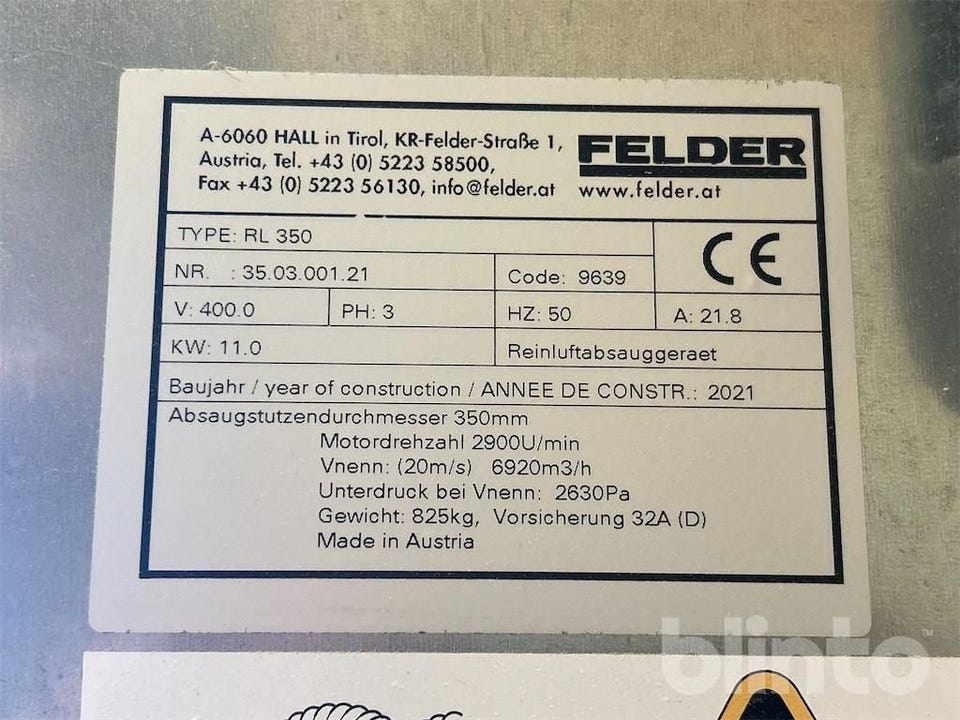 A-6060 HALL in Tirol, KR-Felder-Straße 1,
Austria, Tel. +43 (0) 5223 58500,
Fax +43 (0) 5223 56130, info@felder.at
FELDER
www.felder.at
TYPE: RL 350
CE
NR. : 35.03.001.21 Code: 9639
V: 400.0 PH: 3 HZ: 50 A: 21.8
KW: 11.0 Reinluftabsauggeraet
Baujahr / year of construction / ANNEE DE CONSTR.: 2021
Absaugstutzendurchmesser 350mm
Motordrehzahl 2900U/min
Vnenn: (20m/s) 6920m3/h
Unterdruck bei Vnenn: 2630Pa
Gewicht: 825kg, Vorsicherung 32A (D)
Made in Austria
blinto™